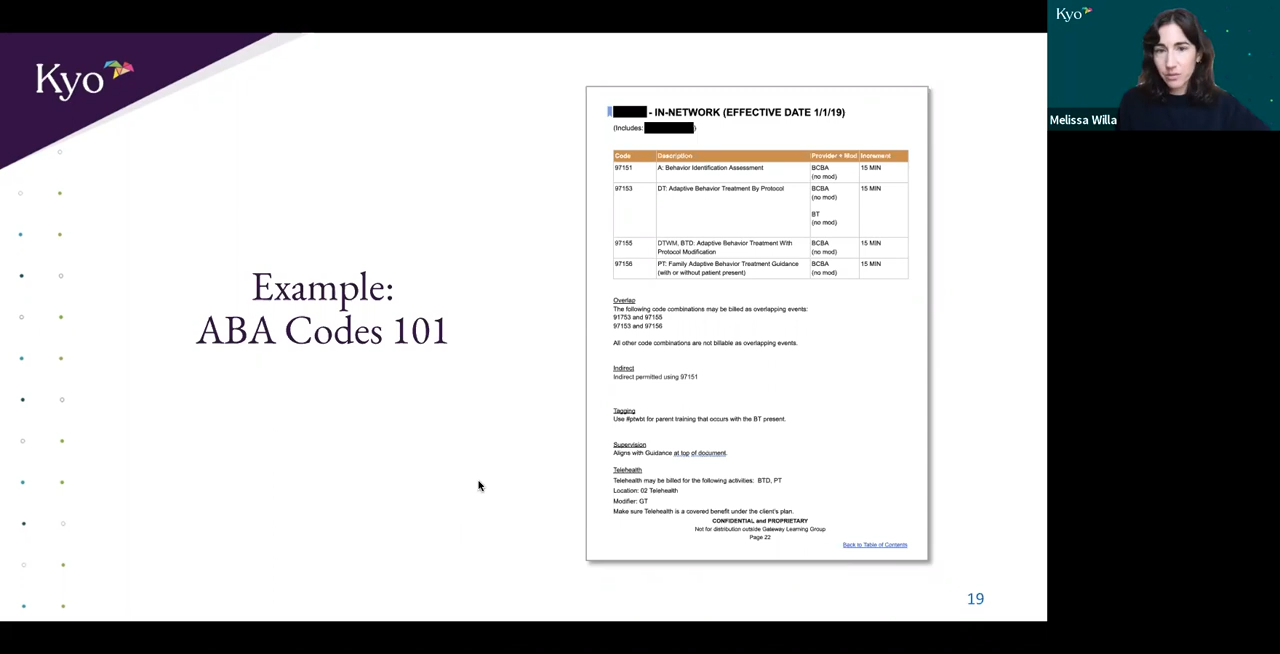 Kyo
Example:
ABA Codes 101
- IN-NETWORK (EFFECTIVE DATE 1/1/19)
(Includes: )
Code Description Provider + Mod Increment
97151 A: Behavior Identification Assessment BCBA 15 MIN
(no mod)
97153 DT: Adaptive Behavior Treatment By Protocol BCBA 15 MIN
(no mod)
BT
(no mod)
97155 DTWM, BTD: Adaptive Behavior Treatment With BCBA 15 MIN
Protocol Modification (no mod)
97156 PT: Family Adaptive Behavior Treatment Guidance BCBA 15 MIN
(with or without patient present) (no mod)
Overlap
The following code combinations may be billed as overlapping events:
91753 and 97155
97153 and 97156
All other code combinations are not billable as overlapping events.
Indirect
Indirect permitted using 97151
Tagging
Use #ptwbt for parent training that occurs with the BT present.
Supervision
Aligns with Guidance at top of document.
Telehealth
Telehealth may be billed for the following activities: BTD, PT
Location: 02 Telehealth
Modifier: GT
Make sure Telehealth is a covered benefit under the client's plan.
CONFIDENTIAL and PROPRIETARY
Not for distribution outside Gateway Learning Group
Page 22
Back to Table of Contents
19
Kyo
Melissa Willa